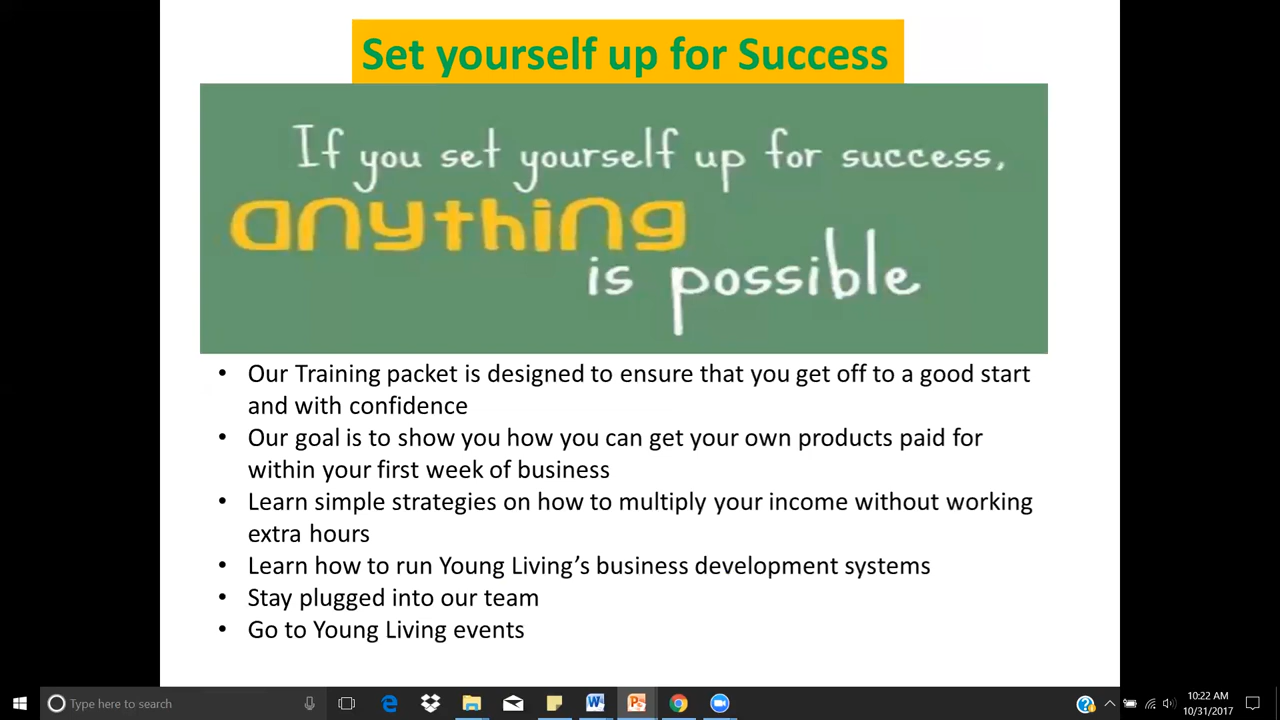 Set yourself up for Success
If you set yourself up for success,
anything
is possible
• Our Training packet is designed to ensure that you get off to a good start
and with confidence
• Our goal is to show you how you can get your own products paid for
within your first week of business
• Learn simple strategies on how to multiply your income without working
extra hours
• Learn how to run Young Living’s business development systems
• Stay plugged into our team
• Go to Young Living events
Type here to search
10:22 AM
10/31/2017